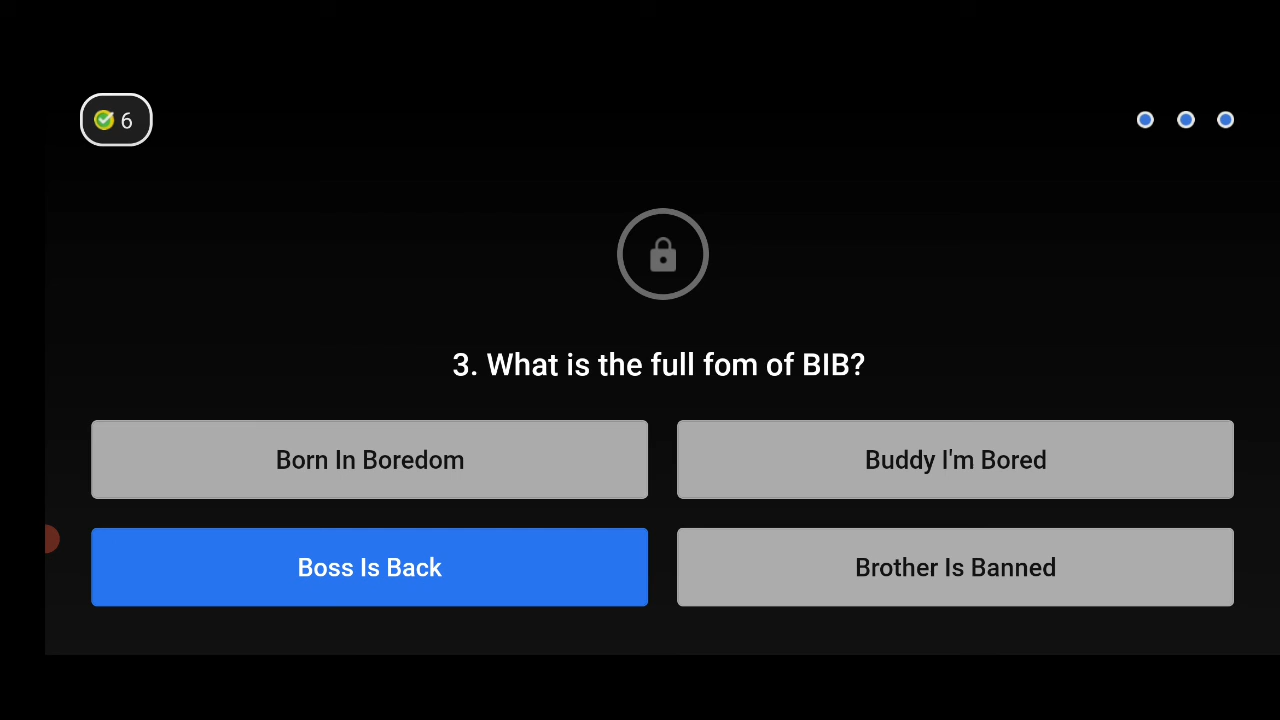 6
3. What is the full fom of BIB?
Born In Boredom
Buddy I'm Bored
Boss Is Back
Brother Is Banned